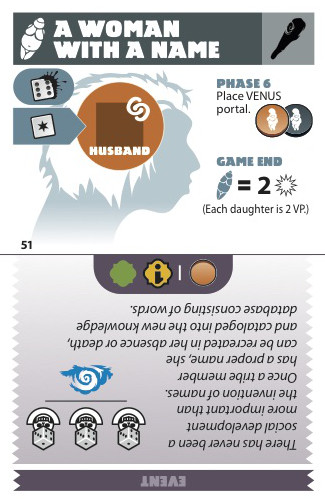 A WOMAN
WITH A NAME
PHASE 6
Place VENUS
portal.
HUSBAND
GAME END
= 2
(Each daughter is 2 VP.)
51
EVENT
There has never been a
social development
more important than
the invention of names.
Once a tribe member
has a proper name, she
can be recreated in her absence or death,
and cataloged into the new knowledge
database consisting of words.